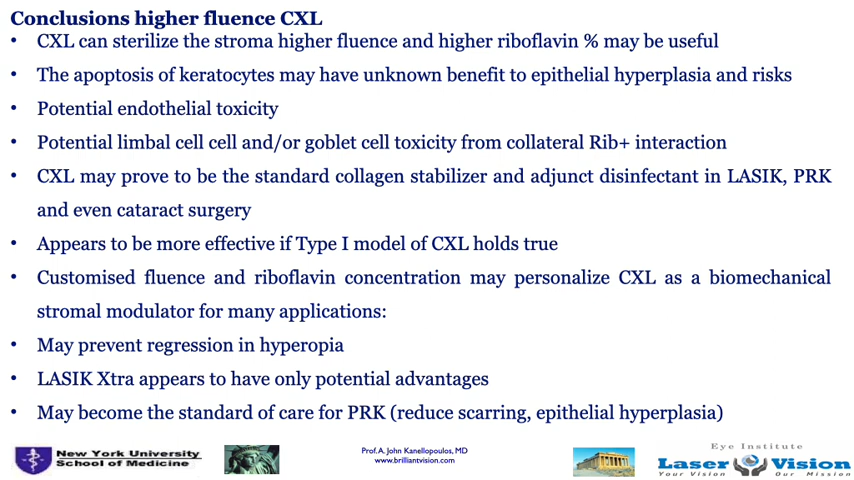 Conclusions higher fluence CXL
• CXL can sterilize the stroma higher fluence and higher riboflavin % may be useful
• The apoptosis of keratocytes may have unknown benefit to epithelial hyperplasia and risks
• Potential endothelial toxicity
• Potential limbal cell cell and/or goblet cell toxicity from collateral Rib+ interaction
• CXL may prove to be the standard collagen stabilizer and adjunct disinfectant in LASIK, PRK
and even cataract surgery
• Appears to be more effective if Type I model of CXL holds true
• Customised fluence and riboflavin concentration may personalize CXL as a biomechanical
stromal modulator for many applications:
• May prevent regression in hyperopia
• LASIK Xtra appears to have only potential advantages
• May become the standard of care for PRK (reduce scarring, epithelial hyperplasia)
New York University
School of Medicine
Prof. A. John Kanellopoulos, MD
www.brilliantvision.com
Eye Institute
Laser Vision
Your Vision Our Mission